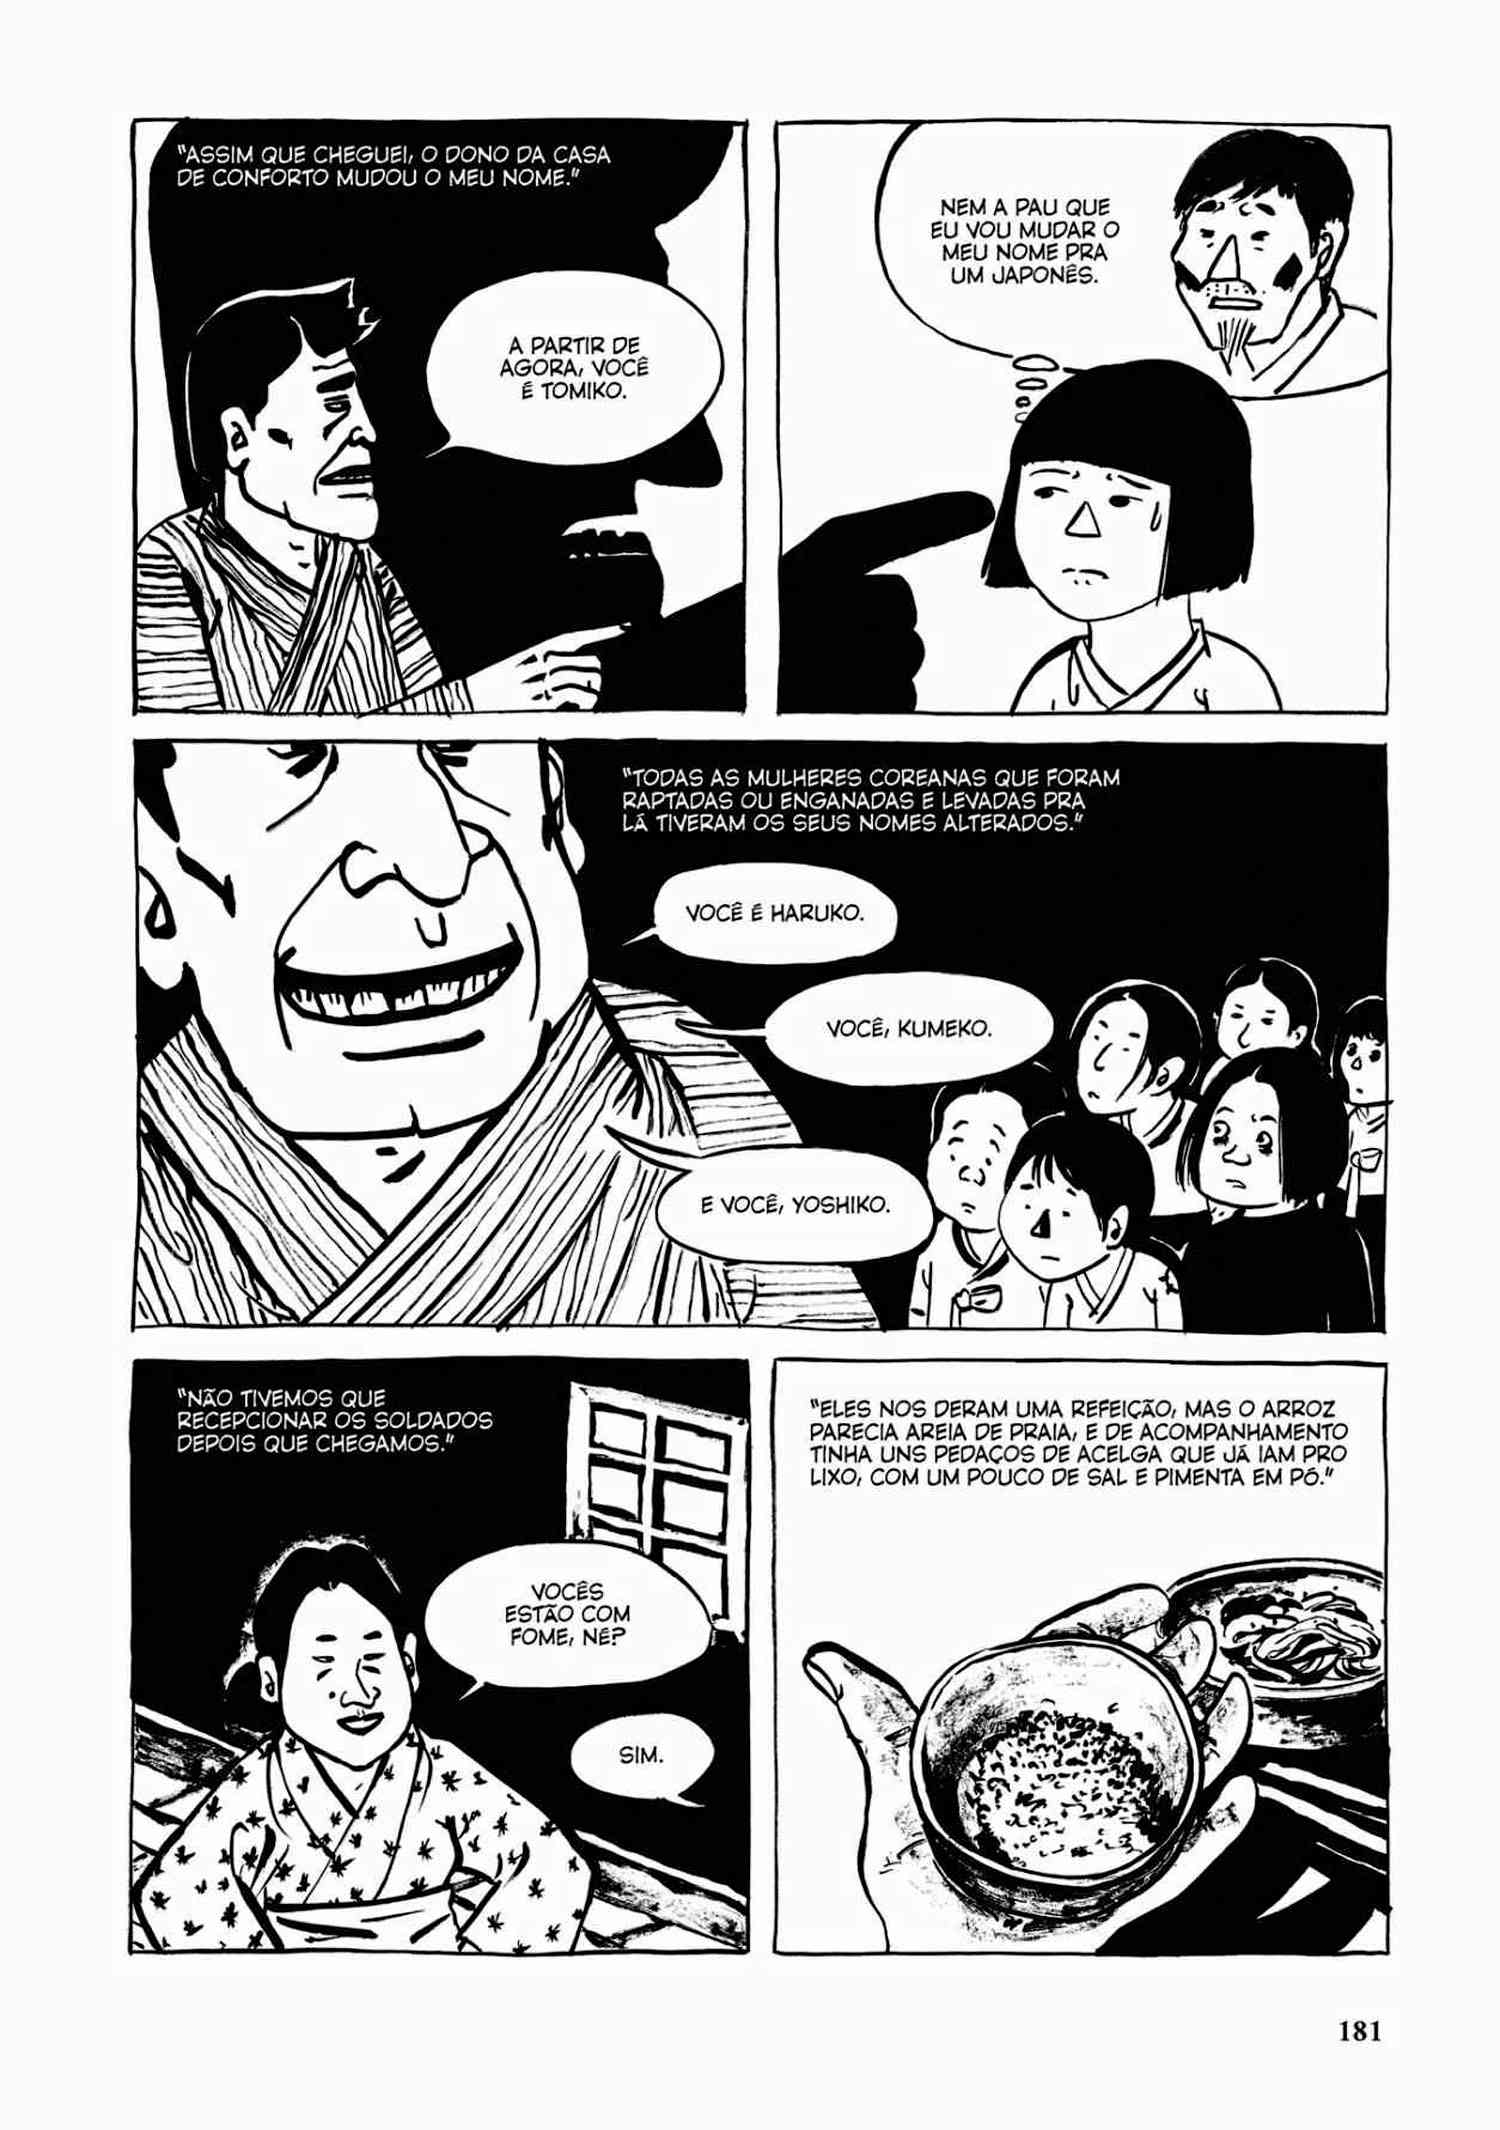 "ASSIM QUE CHEGUEI, O DONO DA CASA
DE CONFORTO MUDOU O MEU NOME."
A PARTIR DE
AGORA, VOCÊ
É TOMIKO.
NEM A PAU QUE
EU VOU MUDAR O
MEU NOME PRA
UM JAPONÊS.
"TODAS AS MULHERES COREANAS QUE FORAM
RAPTADAS OU ENGANADAS E LEVADAS PRA
LÁ TIVERAM OS SEUS NOMES ALTERADOS."
VOCÊ É HARUKO.
VOCÊ, KUMEKO.
E VOCÊ, YOSHIKO.
"NÃO TIVEMOS QUE
RECEPCIONAR OS SOLDADOS
DEPOIS QUE CHEGAMOS."
VOCÊS
ESTÃO COM
FOME, NÉ?
SIM.
"ELES NOS DERAM UMA REFEIÇÃO, MAS O ARROZ
PARECIA AREIA DE PRAIA, E DE ACOMPANHAMENTO
TINHA UNS PEDAÇOS DE ACELGA QUE JÁ IAM PRO
LIXO, COM UM POUCO DE SAL E PIMENTA EM PÓ."
181